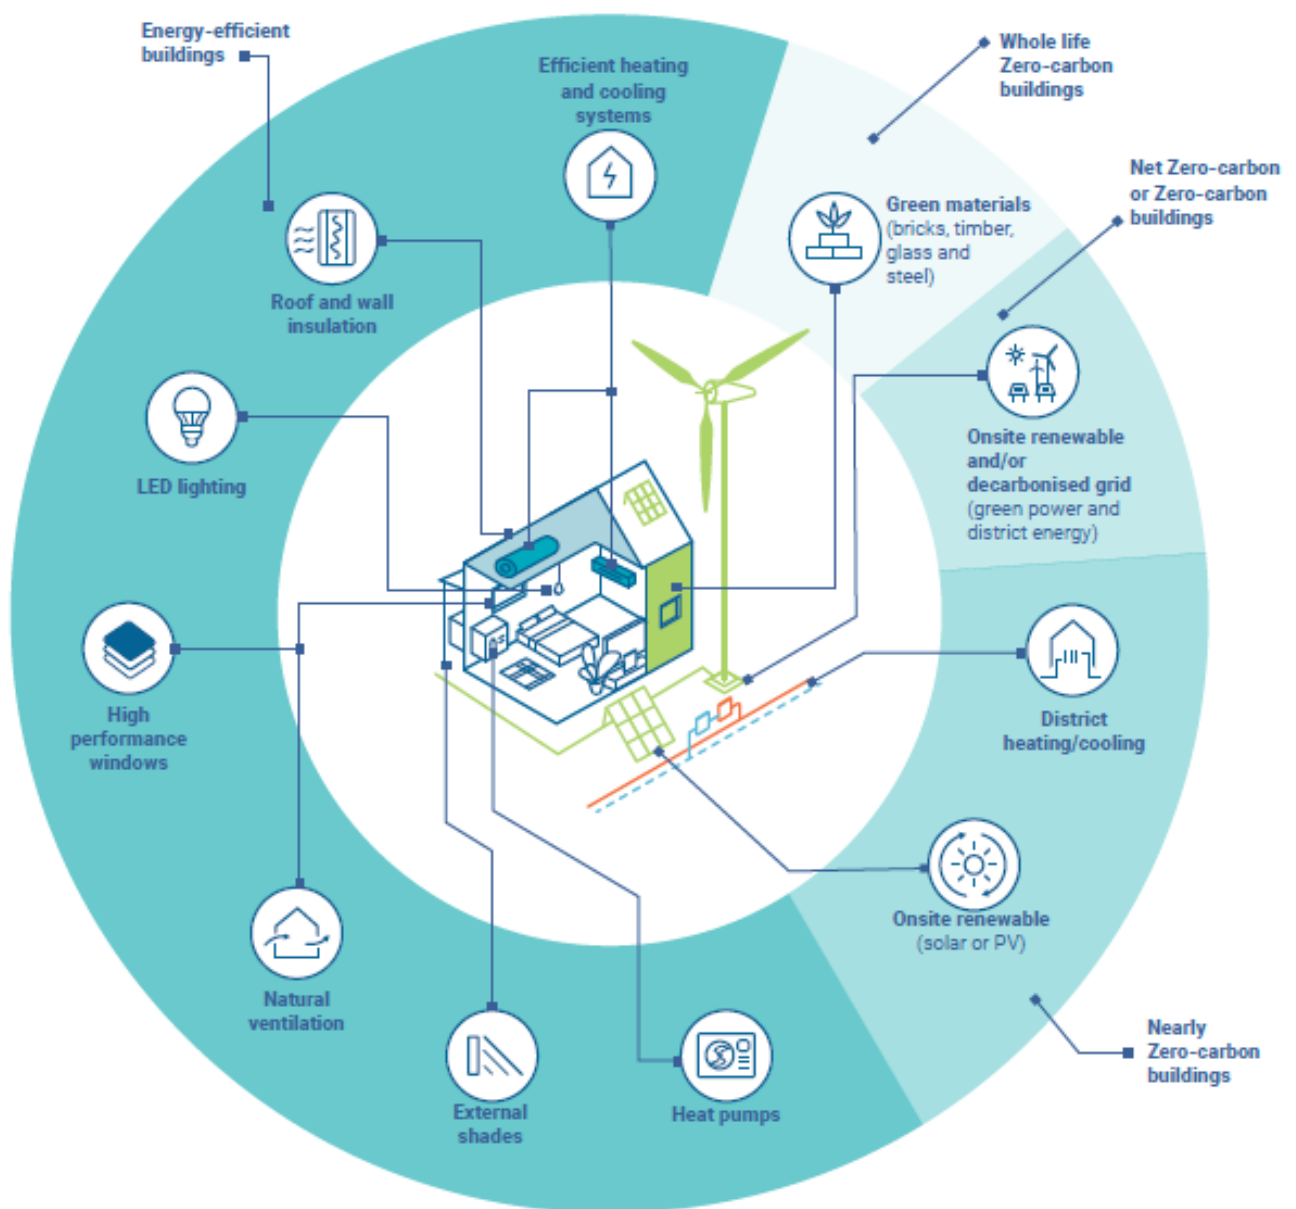 Energy-efficient
buildings
Efficient heating
and cooling
systems
Whole life
Zero-carbon
buildings
Net Zero-carbon
or Zero-carbon
buildings
Green materials
(bricks, timber,
glass and
steel)
Roof and wall
insulation
LED lighting
Onsite renewable
and/or
decarbonised grid
(green power and
district energy)
High
performance
windows
District
heating/cooling
Onsite renewable
(solar or PV)
Natural
ventilation
Nearly
Zero-carbon
buildings
External
shades
Heat pumps